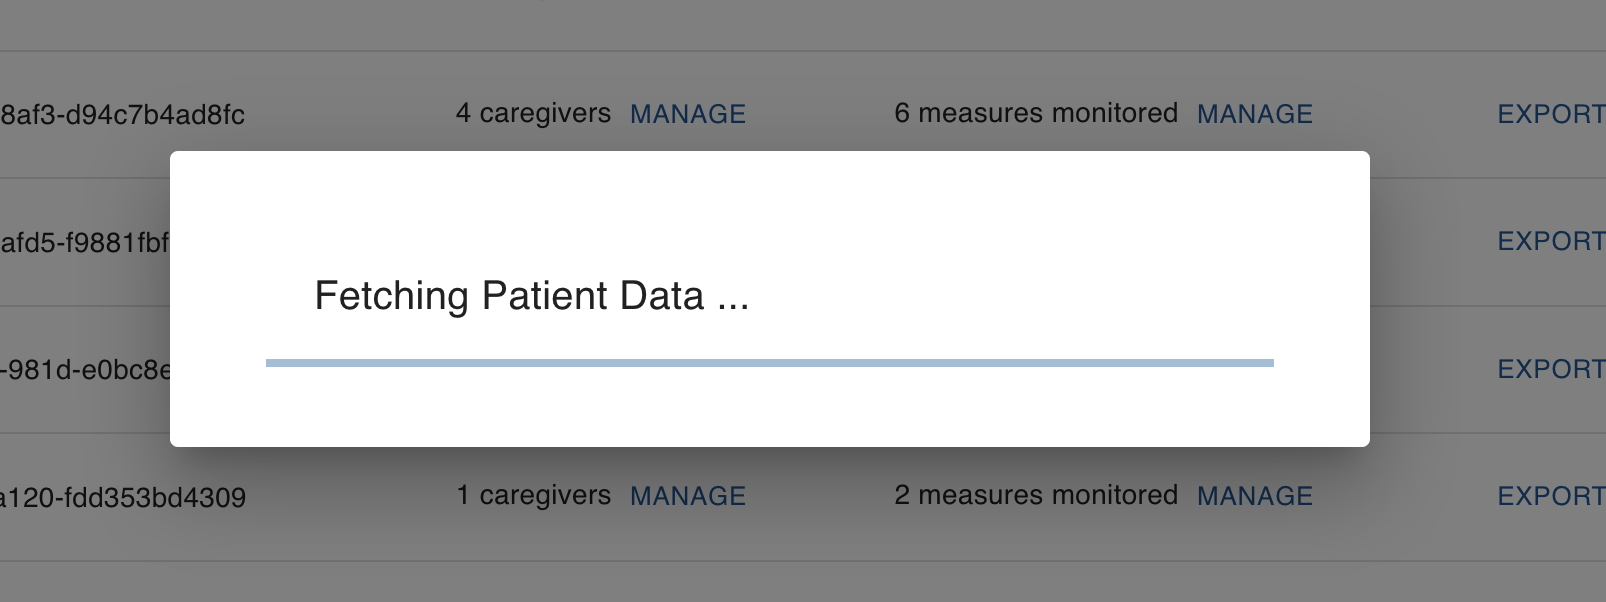 8af3-d94c7b4ad8fc 4 caregivers MANAGE 6 measures monitored MANAGE EXPORT
afd5-f9881fbf EXPORT
Fetching Patient Data ...
-981d-e0bc8e EXPORT
a120-fdd353bd4309 1 caregivers MANAGE 2 measures monitored MANAGE EXPORT